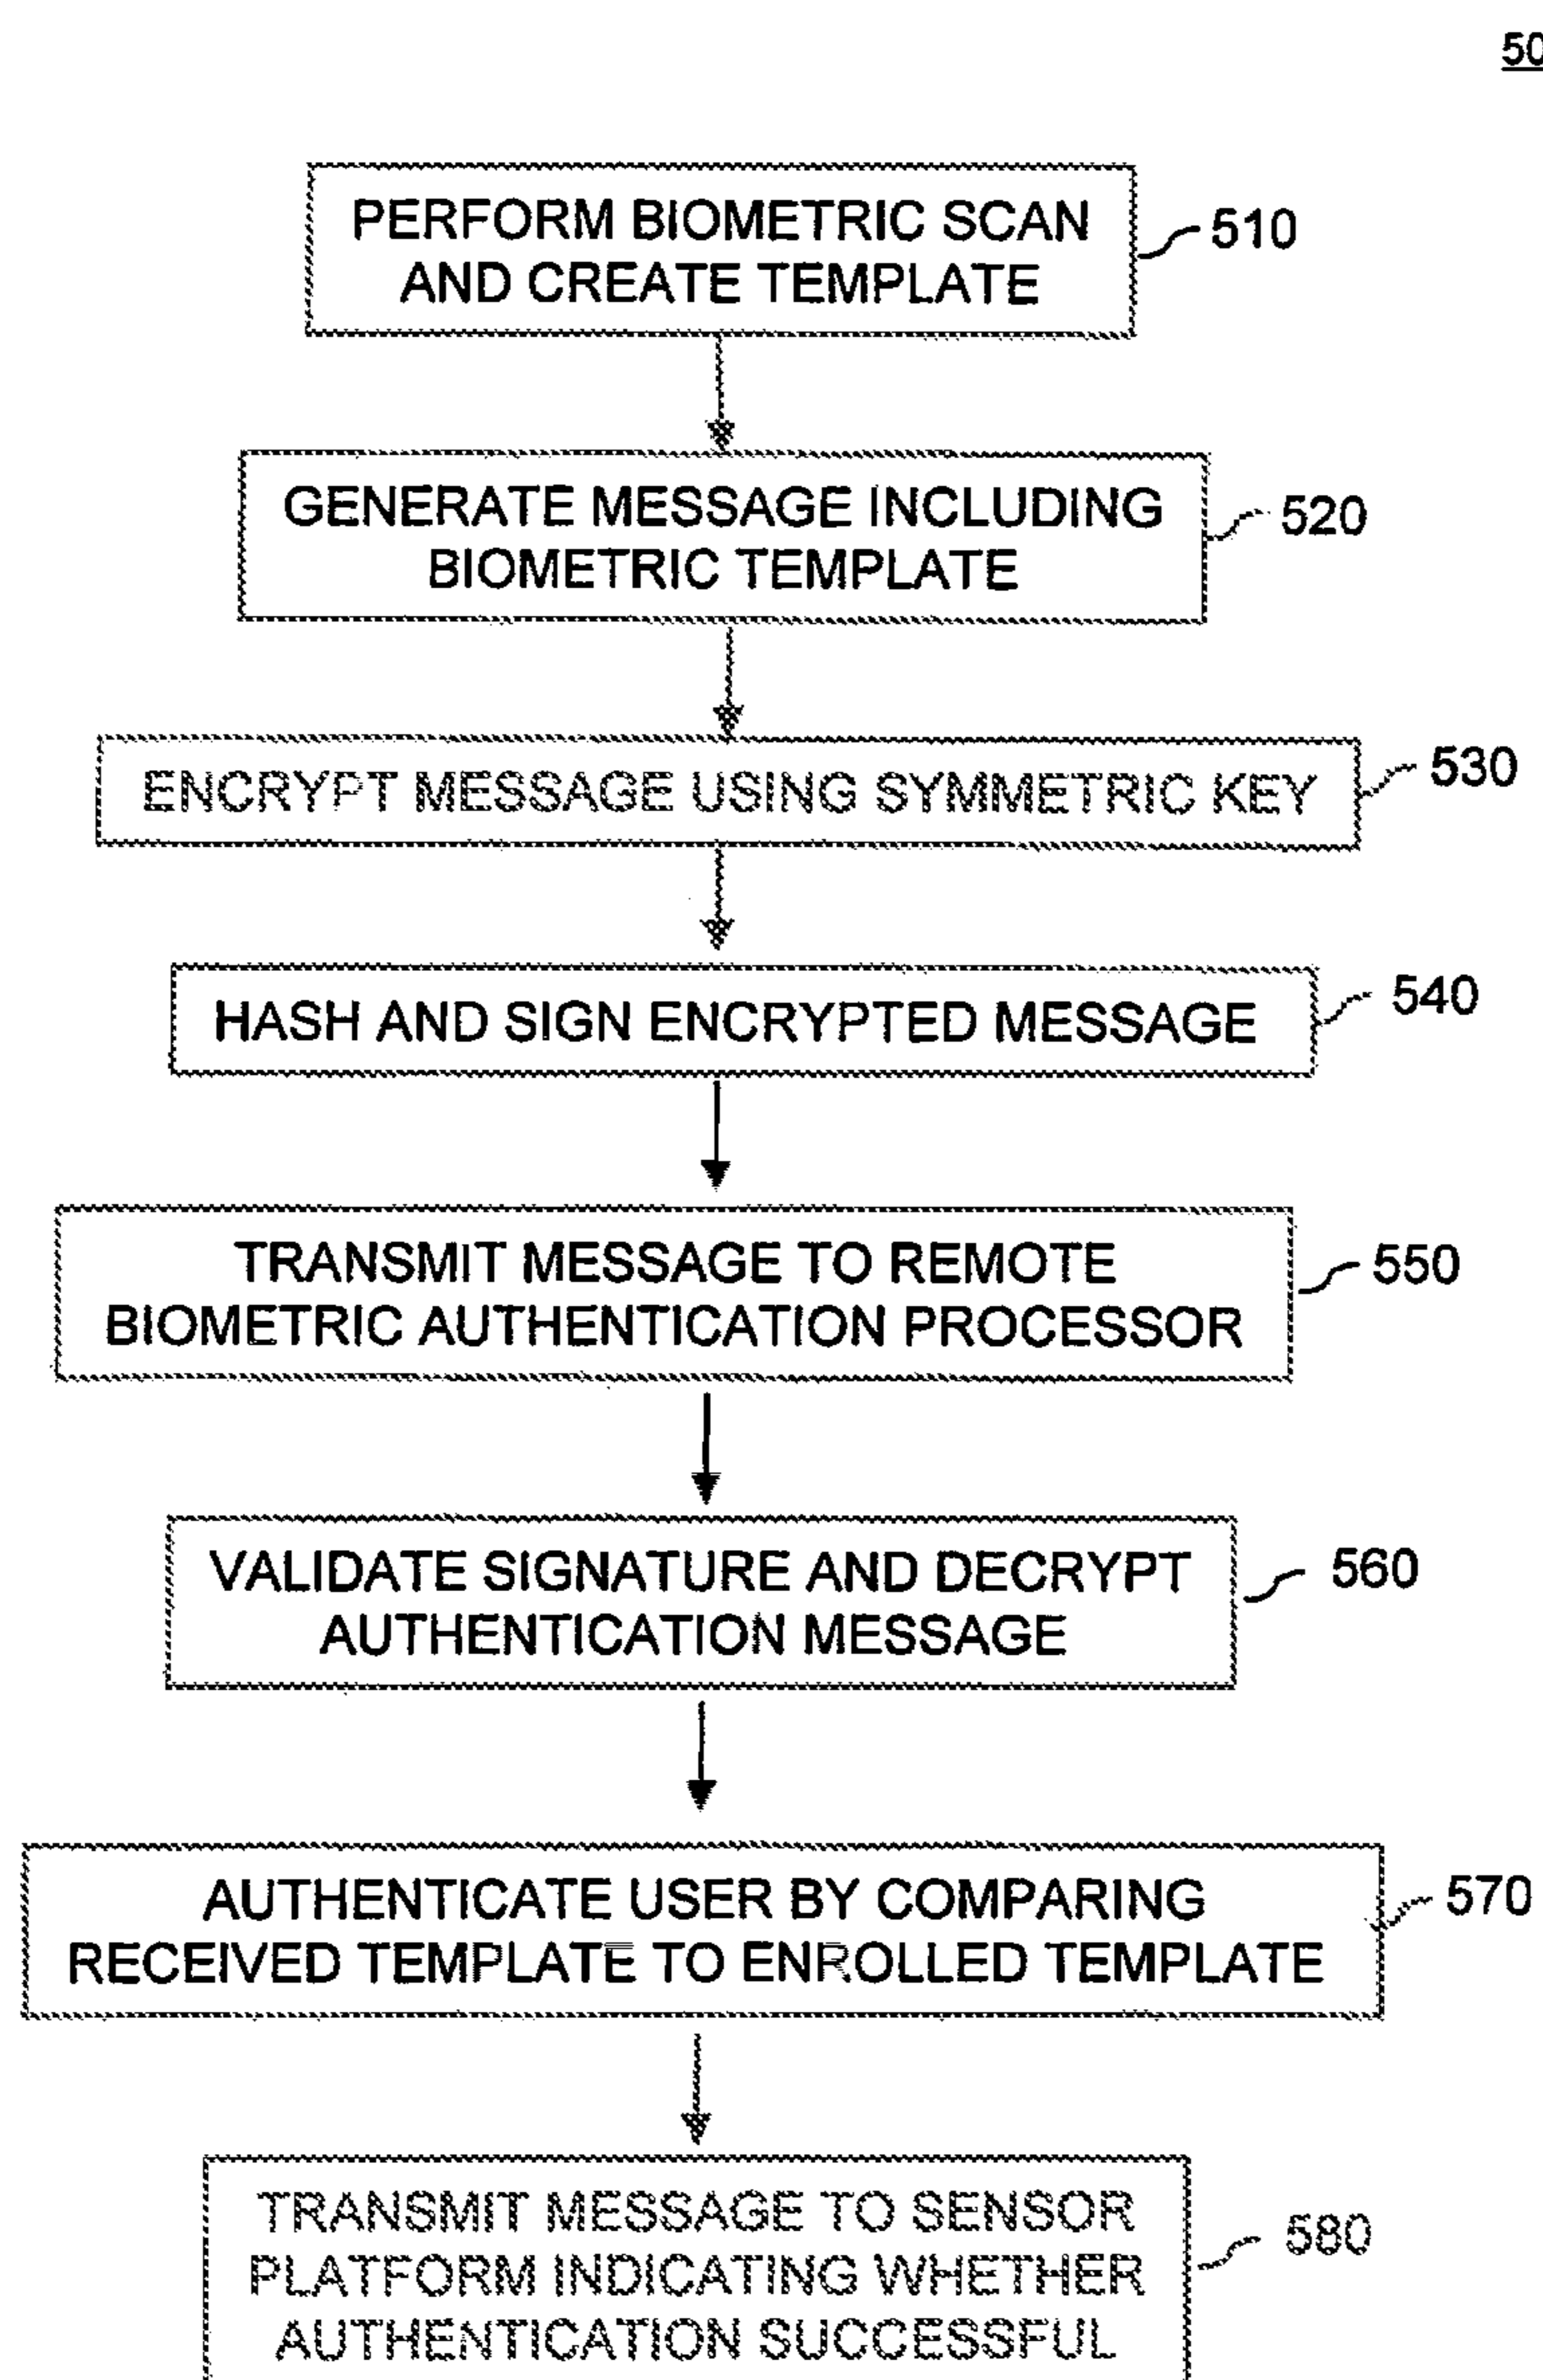 50
PERFORM BIOMETRIC SCAN
AND CREATE TEMPLATE
510
GENERATE MESSAGE INCLUDING
BIOMETRIC TEMPLATE
520
ENCRYPT MESSAGE USING SYMMETRIC KEY
530
HASH AND SIGN ENCRYPTED MESSAGE
540
TRANSMIT MESSAGE TO REMOTE
BIOMETRIC AUTHENTICATION PROCESSOR
550
VALIDATE SIGNATURE AND DECRYPT
AUTHENTICATION MESSAGE
560
AUTHENTICATE USER BY COMPARING
RECEIVED TEMPLATE TO ENROLLED TEMPLATE
570
TRANSMIT MESSAGE TO SENSOR
PLATFORM INDICATING WHETHER
AUTHENTICATION SUCCESSFUL
580